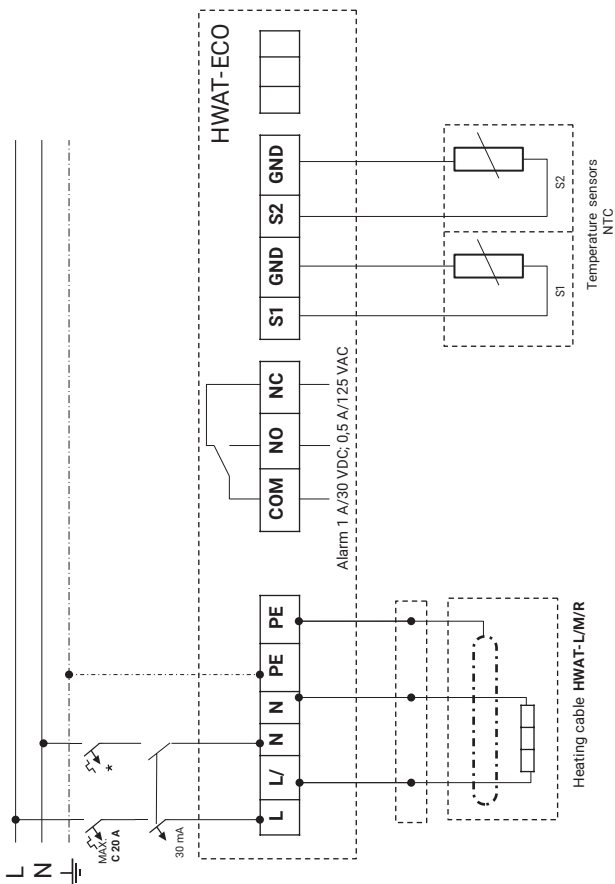 L
N
MAX.
C 20 A
*
30 mA
HWAT-ECO
L
L/
N
N
PE
PE
COM
NO
NC
S1
GND
S2
GND
Alarm 1 A/30 VDC; 0,5 A/125 VAC
Heating cable HWAT-L/M/R
S1
S2
Temperature sensors
NTC